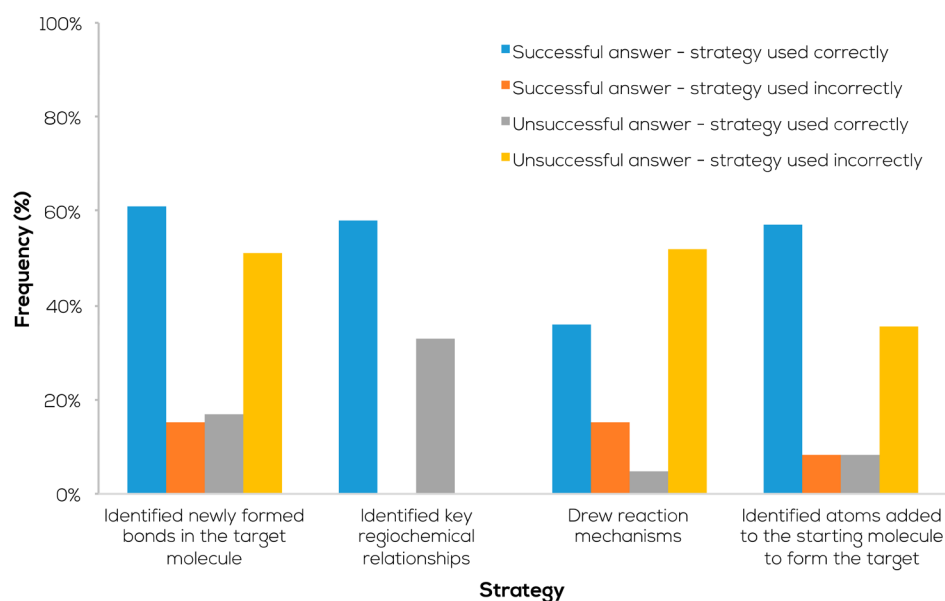 100%
80%
60%
40%
20%
0%
Frequency (%)
Successful answer - strategy used correctly
Successful answer - strategy used incorrectly
Unsuccessful answer - strategy used correctly
Unsuccessful answer - strategy used incorrectly
Identified newly formed
bonds in the target
molecule
Identified key
regiochemical
relationships
Drew reaction
mechanisms
Identified atoms added
to the starting molecule
to form the target
Strategy